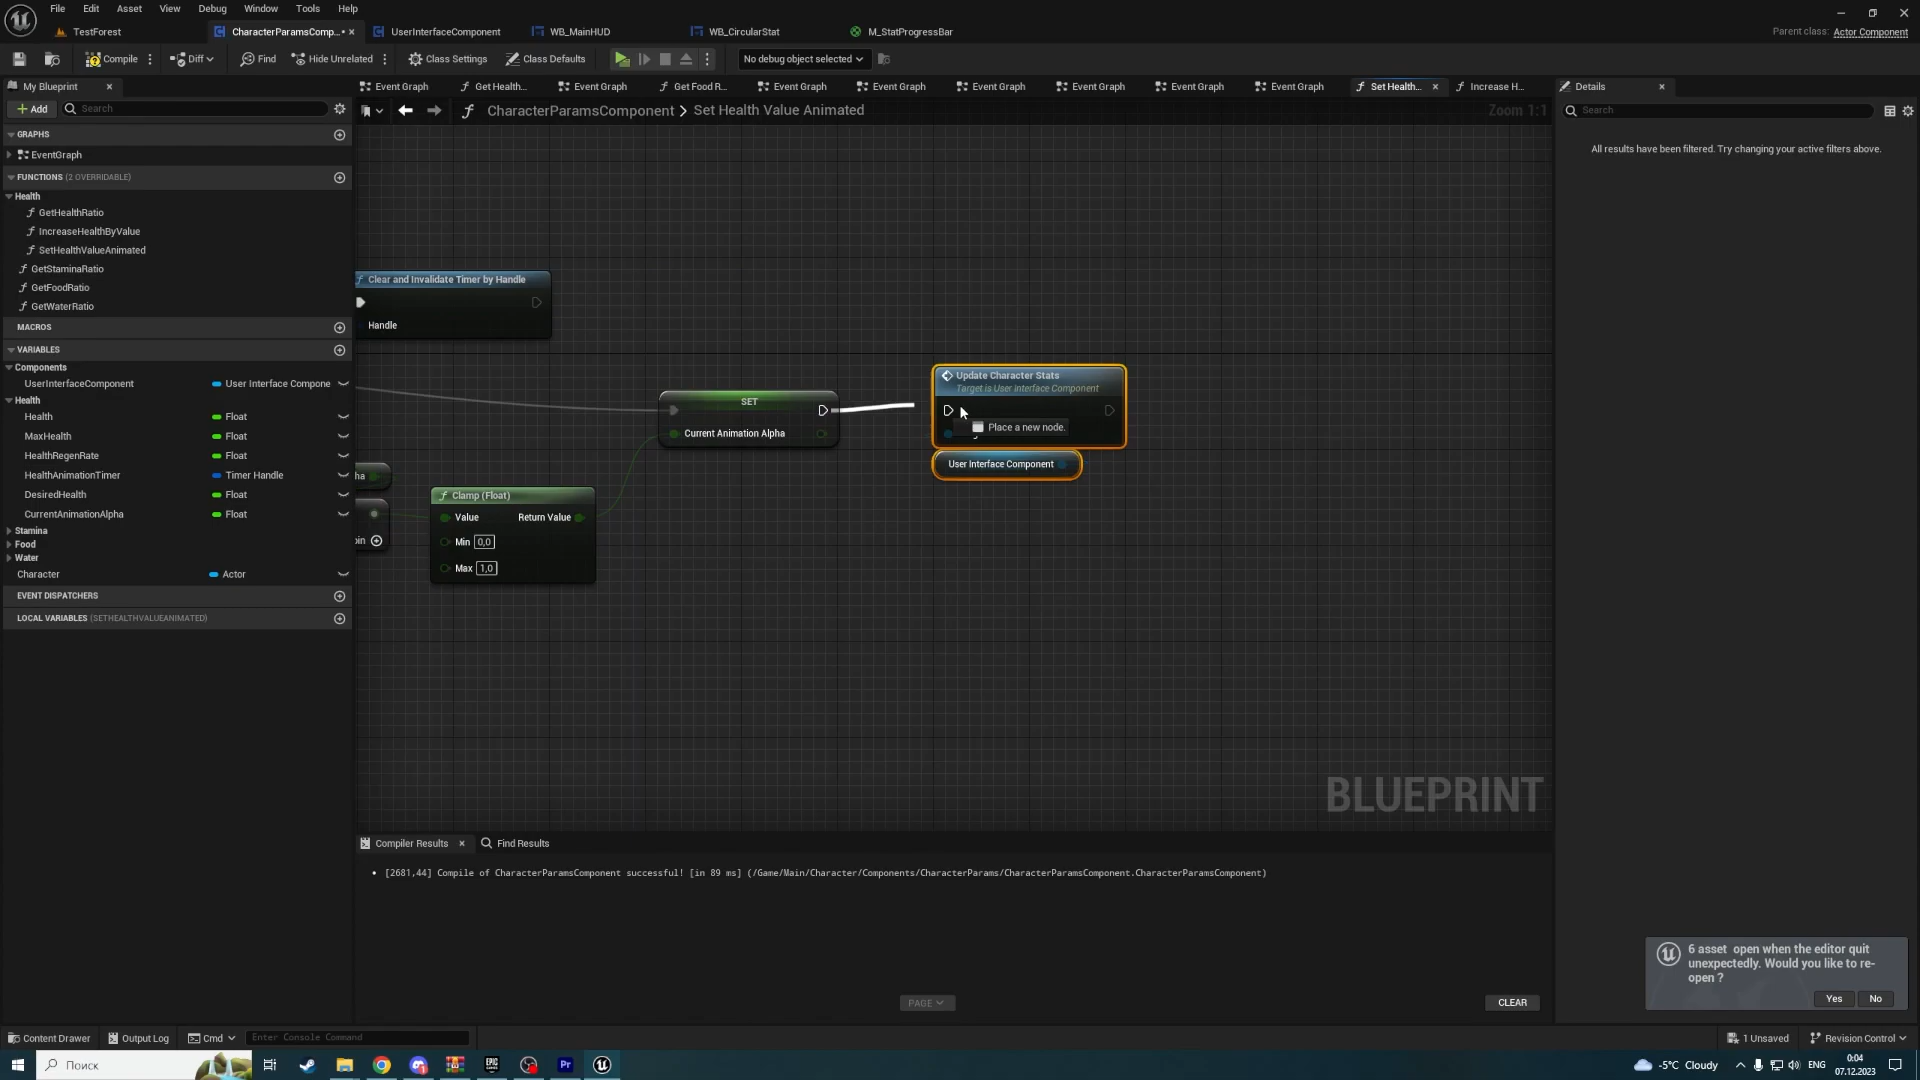 File Edit Asset View Debug Window Tools Help
TestForest
CharacterParamsComp...•
UserInterfaceComponent
WB_MainHUD
WB_CircularStat
M_StatProgressBar
Parent class: Actor Component
Compile
Diff
Find
Hide Unrelated
Class Settings
Class Defaults
No debug object selected
My Blueprint
Event Graph
Get Health...
Event Graph
Get Food R...
Event Graph
Event Graph
Event Graph
Event Graph
Event Graph
Event Graph
Set Health...
Increase H...
Details
Add
Search
CharacterParamsComponent > Set Health Value Animated
Zoom 1:1
Search
All results have been filtered. Try changing your active filters above.
GRAPHS
EventGraph
FUNCTIONS (2 OVERRIDABLE)
Health
GetHealthRatio
IncreaseHealthByValue
SetHealthValueAnimated
GetStaminaRatio
GetFoodRatio
GetWaterRatio
MACROS
VARIABLES
Components
UserInterfaceComponent User Interface Compone
Health
Health Float
MaxHealth Float
HealthRegenRate Float
HealthAnimationTimer Timer Handle
DesiredHealth Float
CurrentAnimationAlpha Float
Stamina
Food
Water
Character Actor
EVENT DISPATCHERS
LOCAL VARIABLES (SETHEALTHVALUEANIMATED)
Clear and Invalidate Timer by Handle
Handle
SET
Current Animation Alpha
Update Character Stats
Target is User Interface Component
Place a new node.
User Interface Component
ha
pin
Clamp (Float)
Value Return Value
Min 0,0
Max 1,0
BLUEPRINT
Compiler Results
Find Results
[2681,44] Compile of CharacterParamsComponent successful! [in 89 ms] (/Game/Main/Character/Components/CharacterParams/CharacterParamsComponent.CharacterParamsComponent)
PAGE
CLEAR
6 asset open when the editor quit
unexpectedly. Would you like to re-
open ?
Yes No
Content Drawer
Output Log
Cmd
Enter Console Command
1 Unsaved
Revision Control
Поиск
EPIC GAMES
Pr
-5°C Cloudy
ENG
0:04
07.12.2023